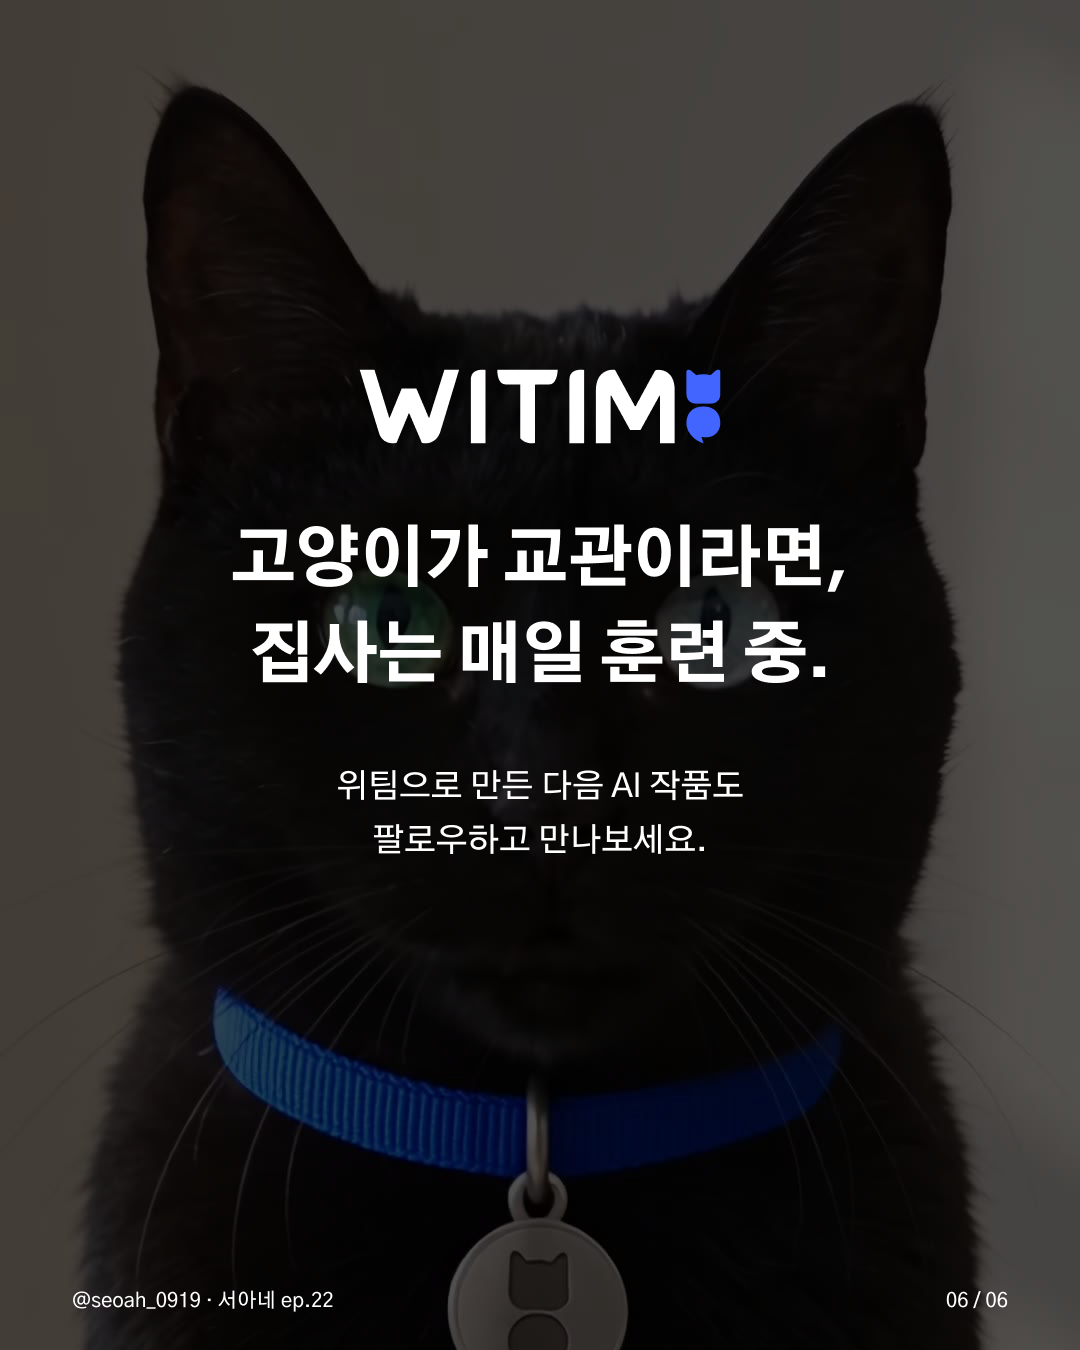 WITIM
고양이가 교관이라면,
집사는 매일 훈련 중.
위팀으로 만든 다음 AI 작품도
팔로우하고 만나보세요.
@seoah_0919 · 서아네 ep.22
06 / 06